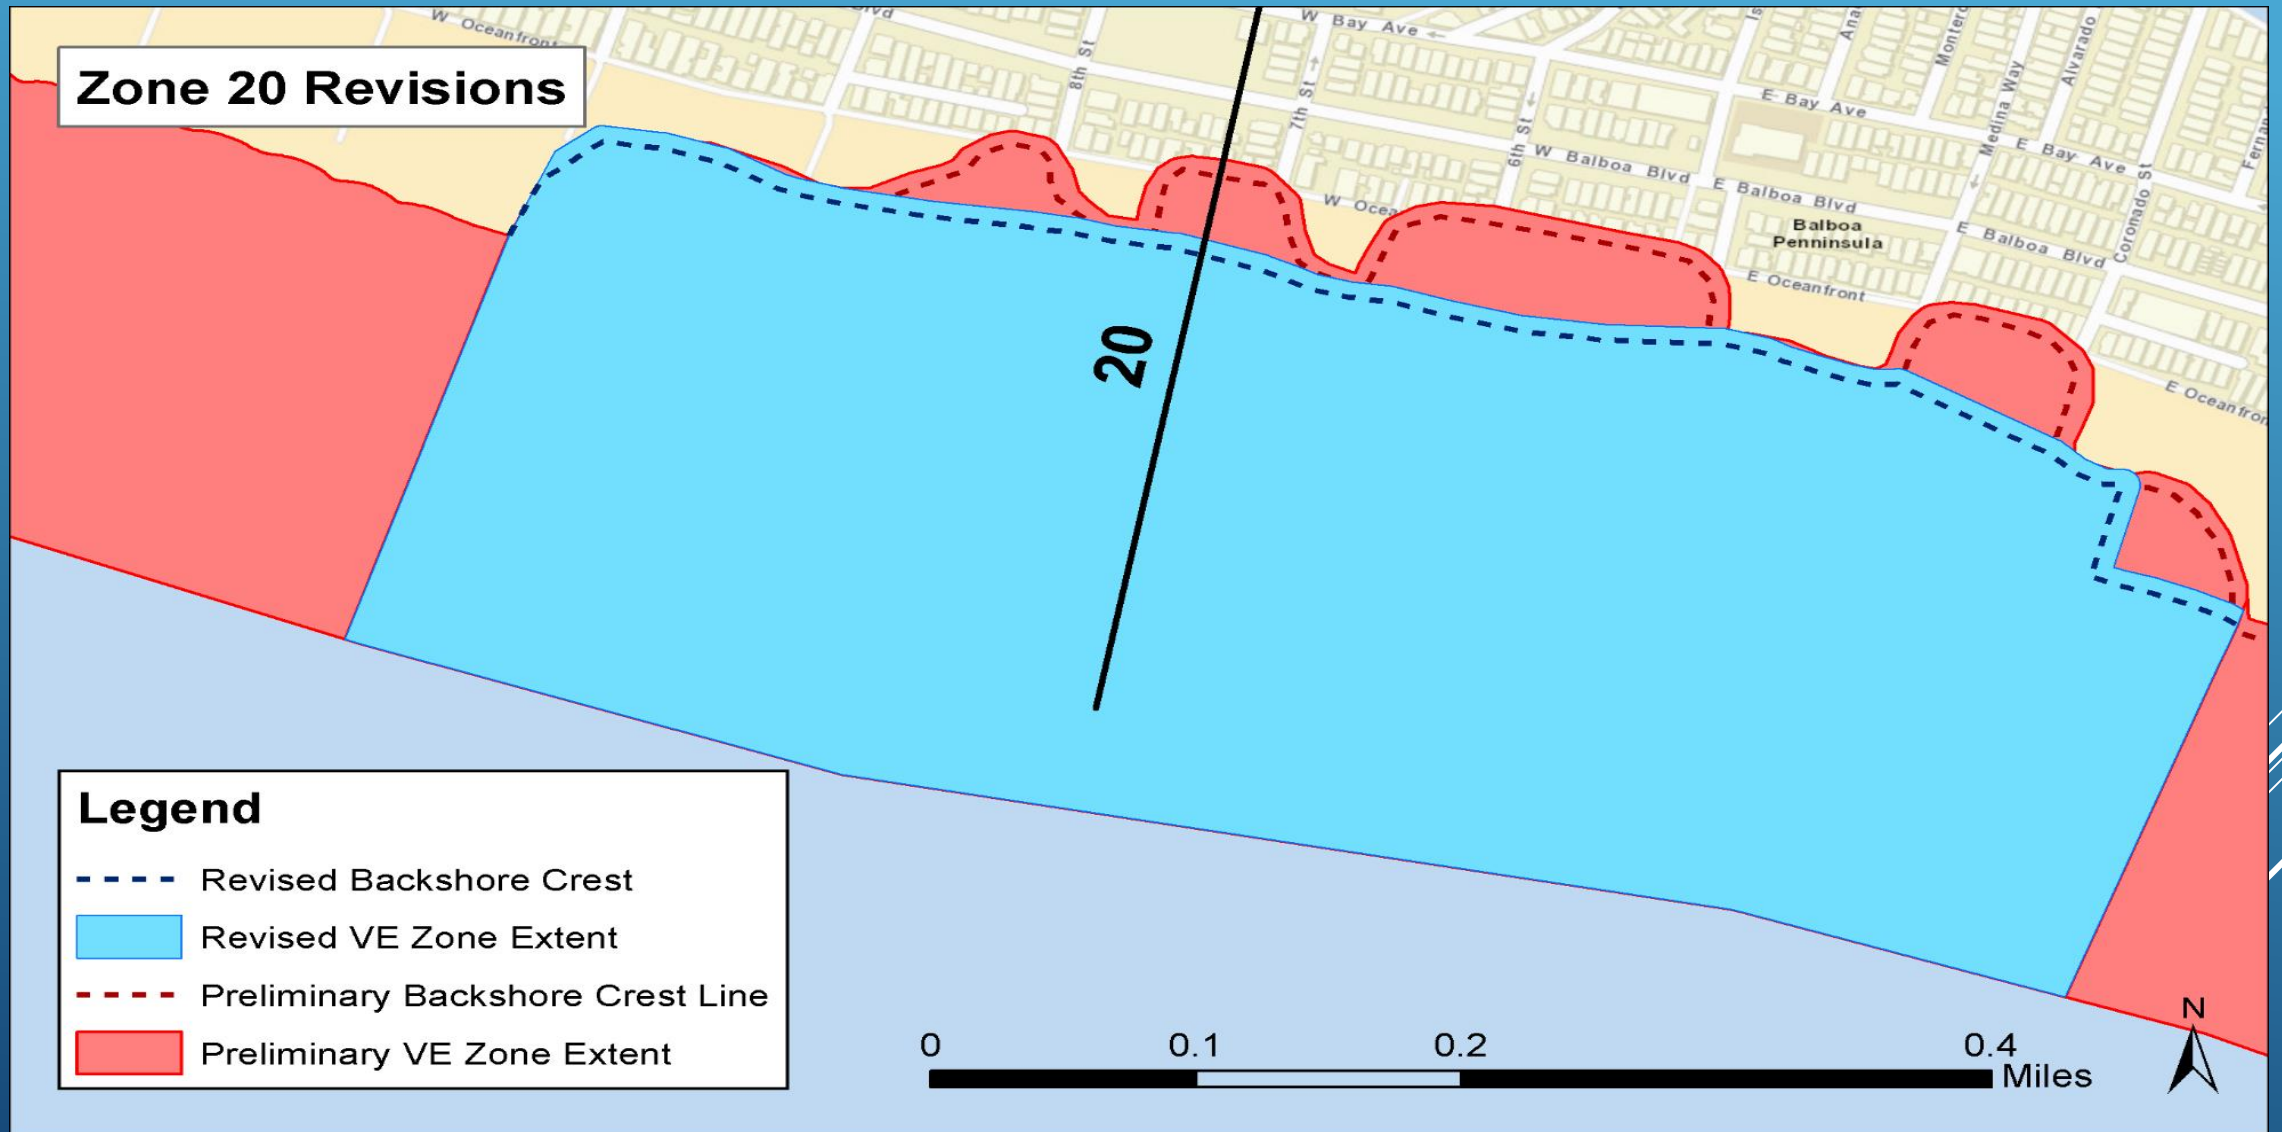 Zone 20 Revisions
W Oceanfront
Blvd
8th St
W Bay Ave
7th St
6th St
W Balboa Blvd
E Bay Ave
E Balboa Blvd
Balboa
Penninsula
E Oceanfront
Medina Way
Alvarado
E Bay Ave
E Balboa Blvd
Coronado St
20
Legend
Revised Backshore Crest
Revised VE Zone Extent
Preliminary Backshore Crest Line
Preliminary VE Zone Extent
0 0.1 0.2 0.4
Miles
N